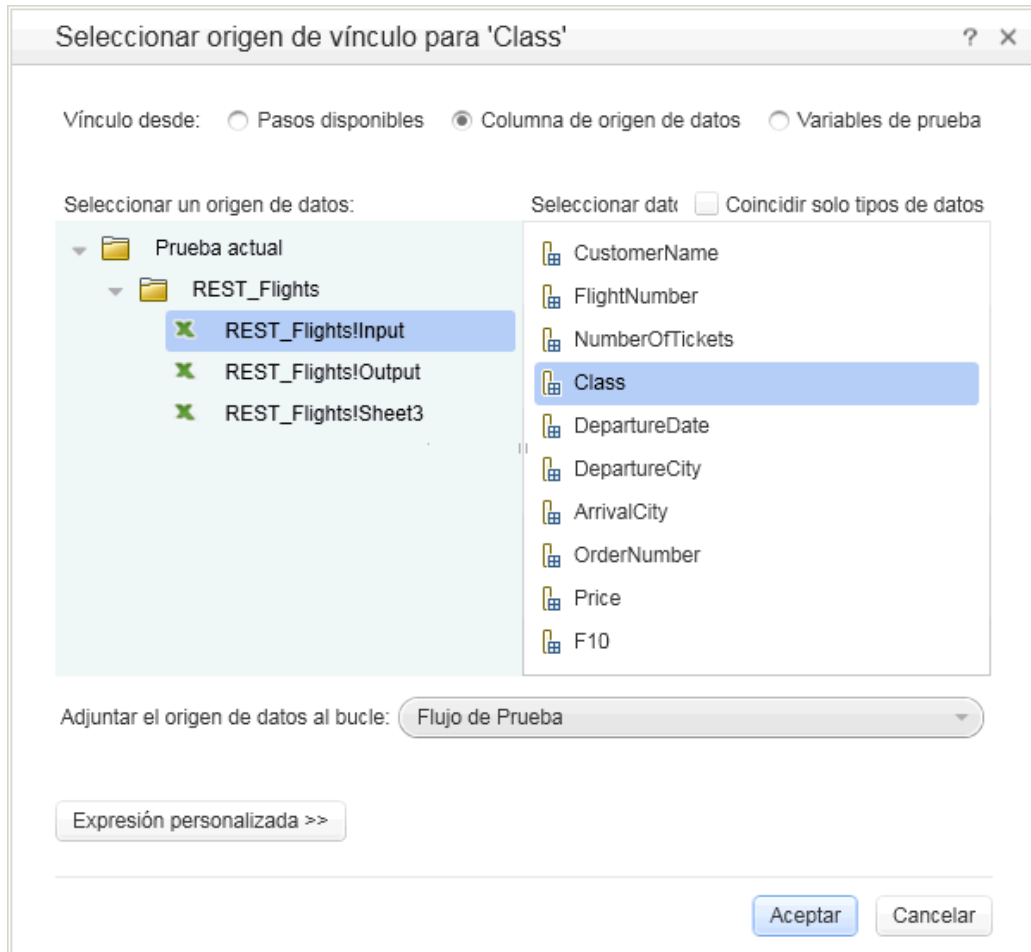 Seleccionar origen de vínculo para 'Class' ? ×
Vínculo desde: Pasos disponibles Columna de origen de datos Variables de prueba
Seleccionar un origen de datos:
Prueba actual
REST_Flights
REST_Flights!Input
REST_Flights!Output
REST_Flights!Sheet3
Seleccionar dato Coincidir solo tipos de datos
CustomerName
FlightNumber
NumberOfTickets
Class
DepartureDate
DepartureCity
ArrivalCity
OrderNumber
Price
F10
Adjuntar el origen de datos al bucle: Flujo de Prueba
Expresión personalizada >>
Aceptar Cancelar